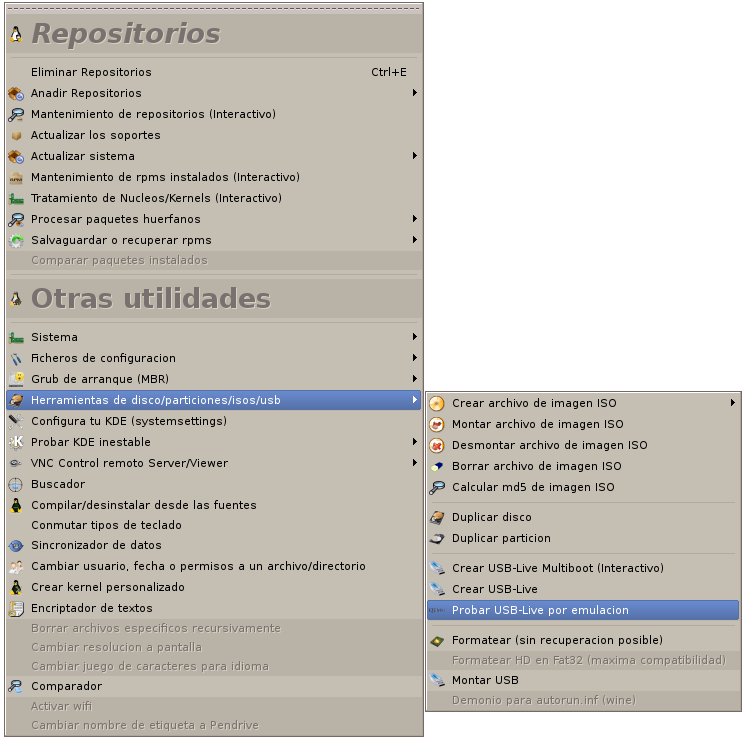 Repositorios
Eliminar Repositorios Ctrl+E
Anadir Repositorios
Mantenimiento de repositorios (Interactivo)
Actualizar los soportes
Actualizar sistema
Mantenimiento de rpms instalados (Interactivo)
Tratamiento de Nucleos/Kernels (Interactivo)
Procesar paquetes huerfanos
Salvaguardar o recuperar rpms
Comparar paquetes instalados
Otras utilidades
Sistema
Ficheros de configuracion
Grub de arranque (MBR)
Herramientas de disco/particiones/isos/usb
Configura tu KDE (systemsettings)
Probar KDE inestable
VNC Control remoto Server/Viewer
Buscador
Compilar/desinstalar desde las fuentes
Conmutar tipos de teclado
Sincronizador de datos
Cambiar usuario, fecha o permisos a un archivo/directorio
Crear kernel personalizado
Encriptador de textos
Borrar archivos especificos recursivamente
Cambiar resolucion a pantalla
Cambiar juego de caracteres para idioma
Comparador
Activar wifi
Cambiar nombre de etiqueta a Pendrive
Crear archivo de imagen ISO
Montar archivo de imagen ISO
Desmontar archivo de imagen ISO
Borrar archivo de imagen ISO
Calcular md5 de imagen ISO
Duplicar disco
Duplicar particion
Crear USB-Live Multiboot (Interactivo)
Crear USB-Live
Probar USB-Live por emulacion
Formatear (sin recuperacion posible)
Formatear HD en Fat32 (maxima compatibilidad)
Montar USB
Demonio para autorun.inf (wine)